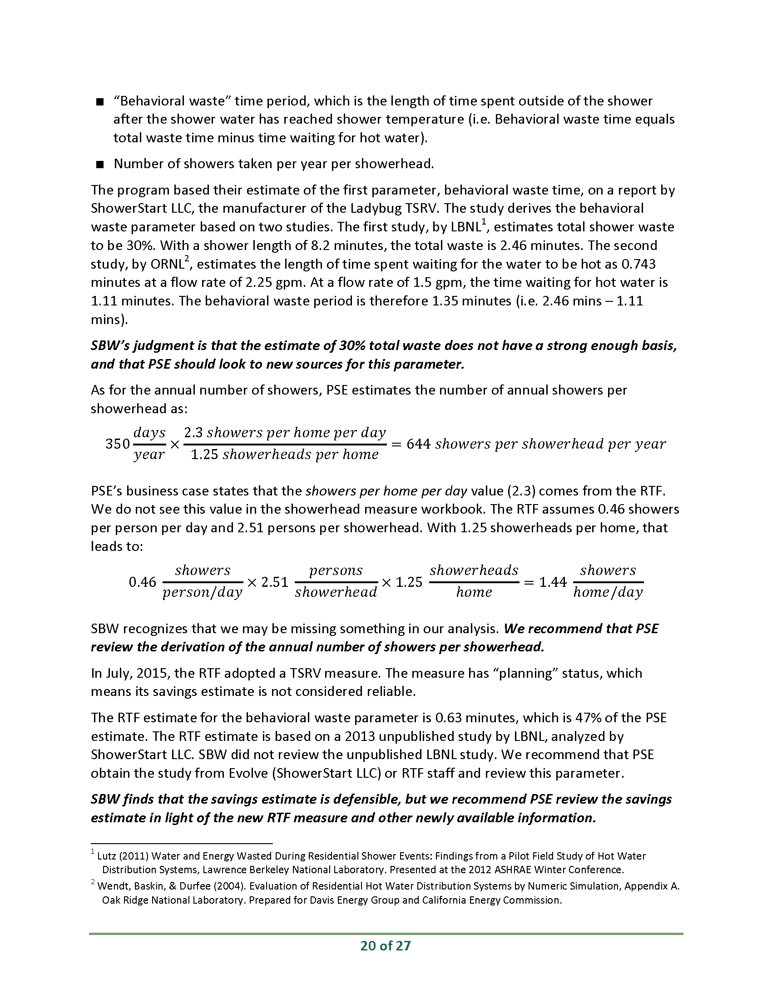 ■ “Behavioral waste” time period, which is the length of time spent outside of the shower
after the shower water has reached shower temperature (i.e. Behavioral waste time equals
total waste time minus time waiting for hot water).
■ Number of showers taken per year per showerhead.
The program based their estimate of the first parameter, behavioral waste time, on a report by
ShowerStart LLC, the manufacturer of the Ladybug TSRV. The study derives the behavioral
waste parameter based on two studies. The first study, by LBNL1, estimates total shower waste
to be 30%. With a shower length of 8.2 minutes, the total waste is 2.46 minutes. The second
study, by ORNL2, estimates the length of time spent waiting for the water to be hot as 0.743
minutes at a flow rate of 2.25 gpm. At a flow rate of 1.5 gpm, the time waiting for hot water is
1.11 minutes. The behavioral waste period is therefore 1.35 minutes (i.e. 2.46 mins – 1.11
mins).
SBW’s judgment is that the estimate of 30% total waste does not have a strong enough basis,
and that PSE should look to new sources for this parameter.
As for the annual number of showers, PSE estimates the number of annual showers per
showerhead as:
350 days/year × 2.3 showers per home per day/1.25 showerheads per home = 644 showers per showerhead per year
PSE’s business case states that the showers per home per day value (2.3) comes from the RTF.
We do not see this value in the showerhead measure workbook. The RTF assumes 0.46 showers
per person per day and 2.51 persons per showerhead. With 1.25 showerheads per home, that
leads to:
0.46 showers/person/day × 2.51 persons/showerhead × 1.25 showerheads/home = 1.44 showers/home/day
SBW recognizes that we may be missing something in our analysis. We recommend that PSE
review the derivation of the annual number of showers per showerhead.
In July, 2015, the RTF adopted a TSRV measure. The measure has “planning” status, which
means its savings estimate is not considered reliable.
The RTF estimate for the behavioral waste parameter is 0.63 minutes, which is 47% of the PSE
estimate. The RTF estimate is based on a 2013 unpublished study by LBNL, analyzed by
ShowerStart LLC. SBW did not review the unpublished LBNL study. We recommend that PSE
obtain the study from Evolve (ShowerStart LLC) or RTF staff and review this parameter.
SBW finds that the savings estimate is defensible, but we recommend PSE review the savings
estimate in light of the new RTF measure and other newly available information.
1 Lutz (2011) Water and Energy Wasted During Residential Shower Events: Findings from a Pilot Field Study of Hot Water
Distribution Systems, Lawrence Berkeley National Laboratory. Presented at the 2012 ASHRAE Winter Conference.
2 Wendt, Baskin, & Durfee (2004). Evaluation of Residential Hot Water Distribution Systems by Numeric Simulation, Appendix A.
Oak Ridge National Laboratory. Prepared for Davis Energy Group and California Energy Commission.
20 of 27